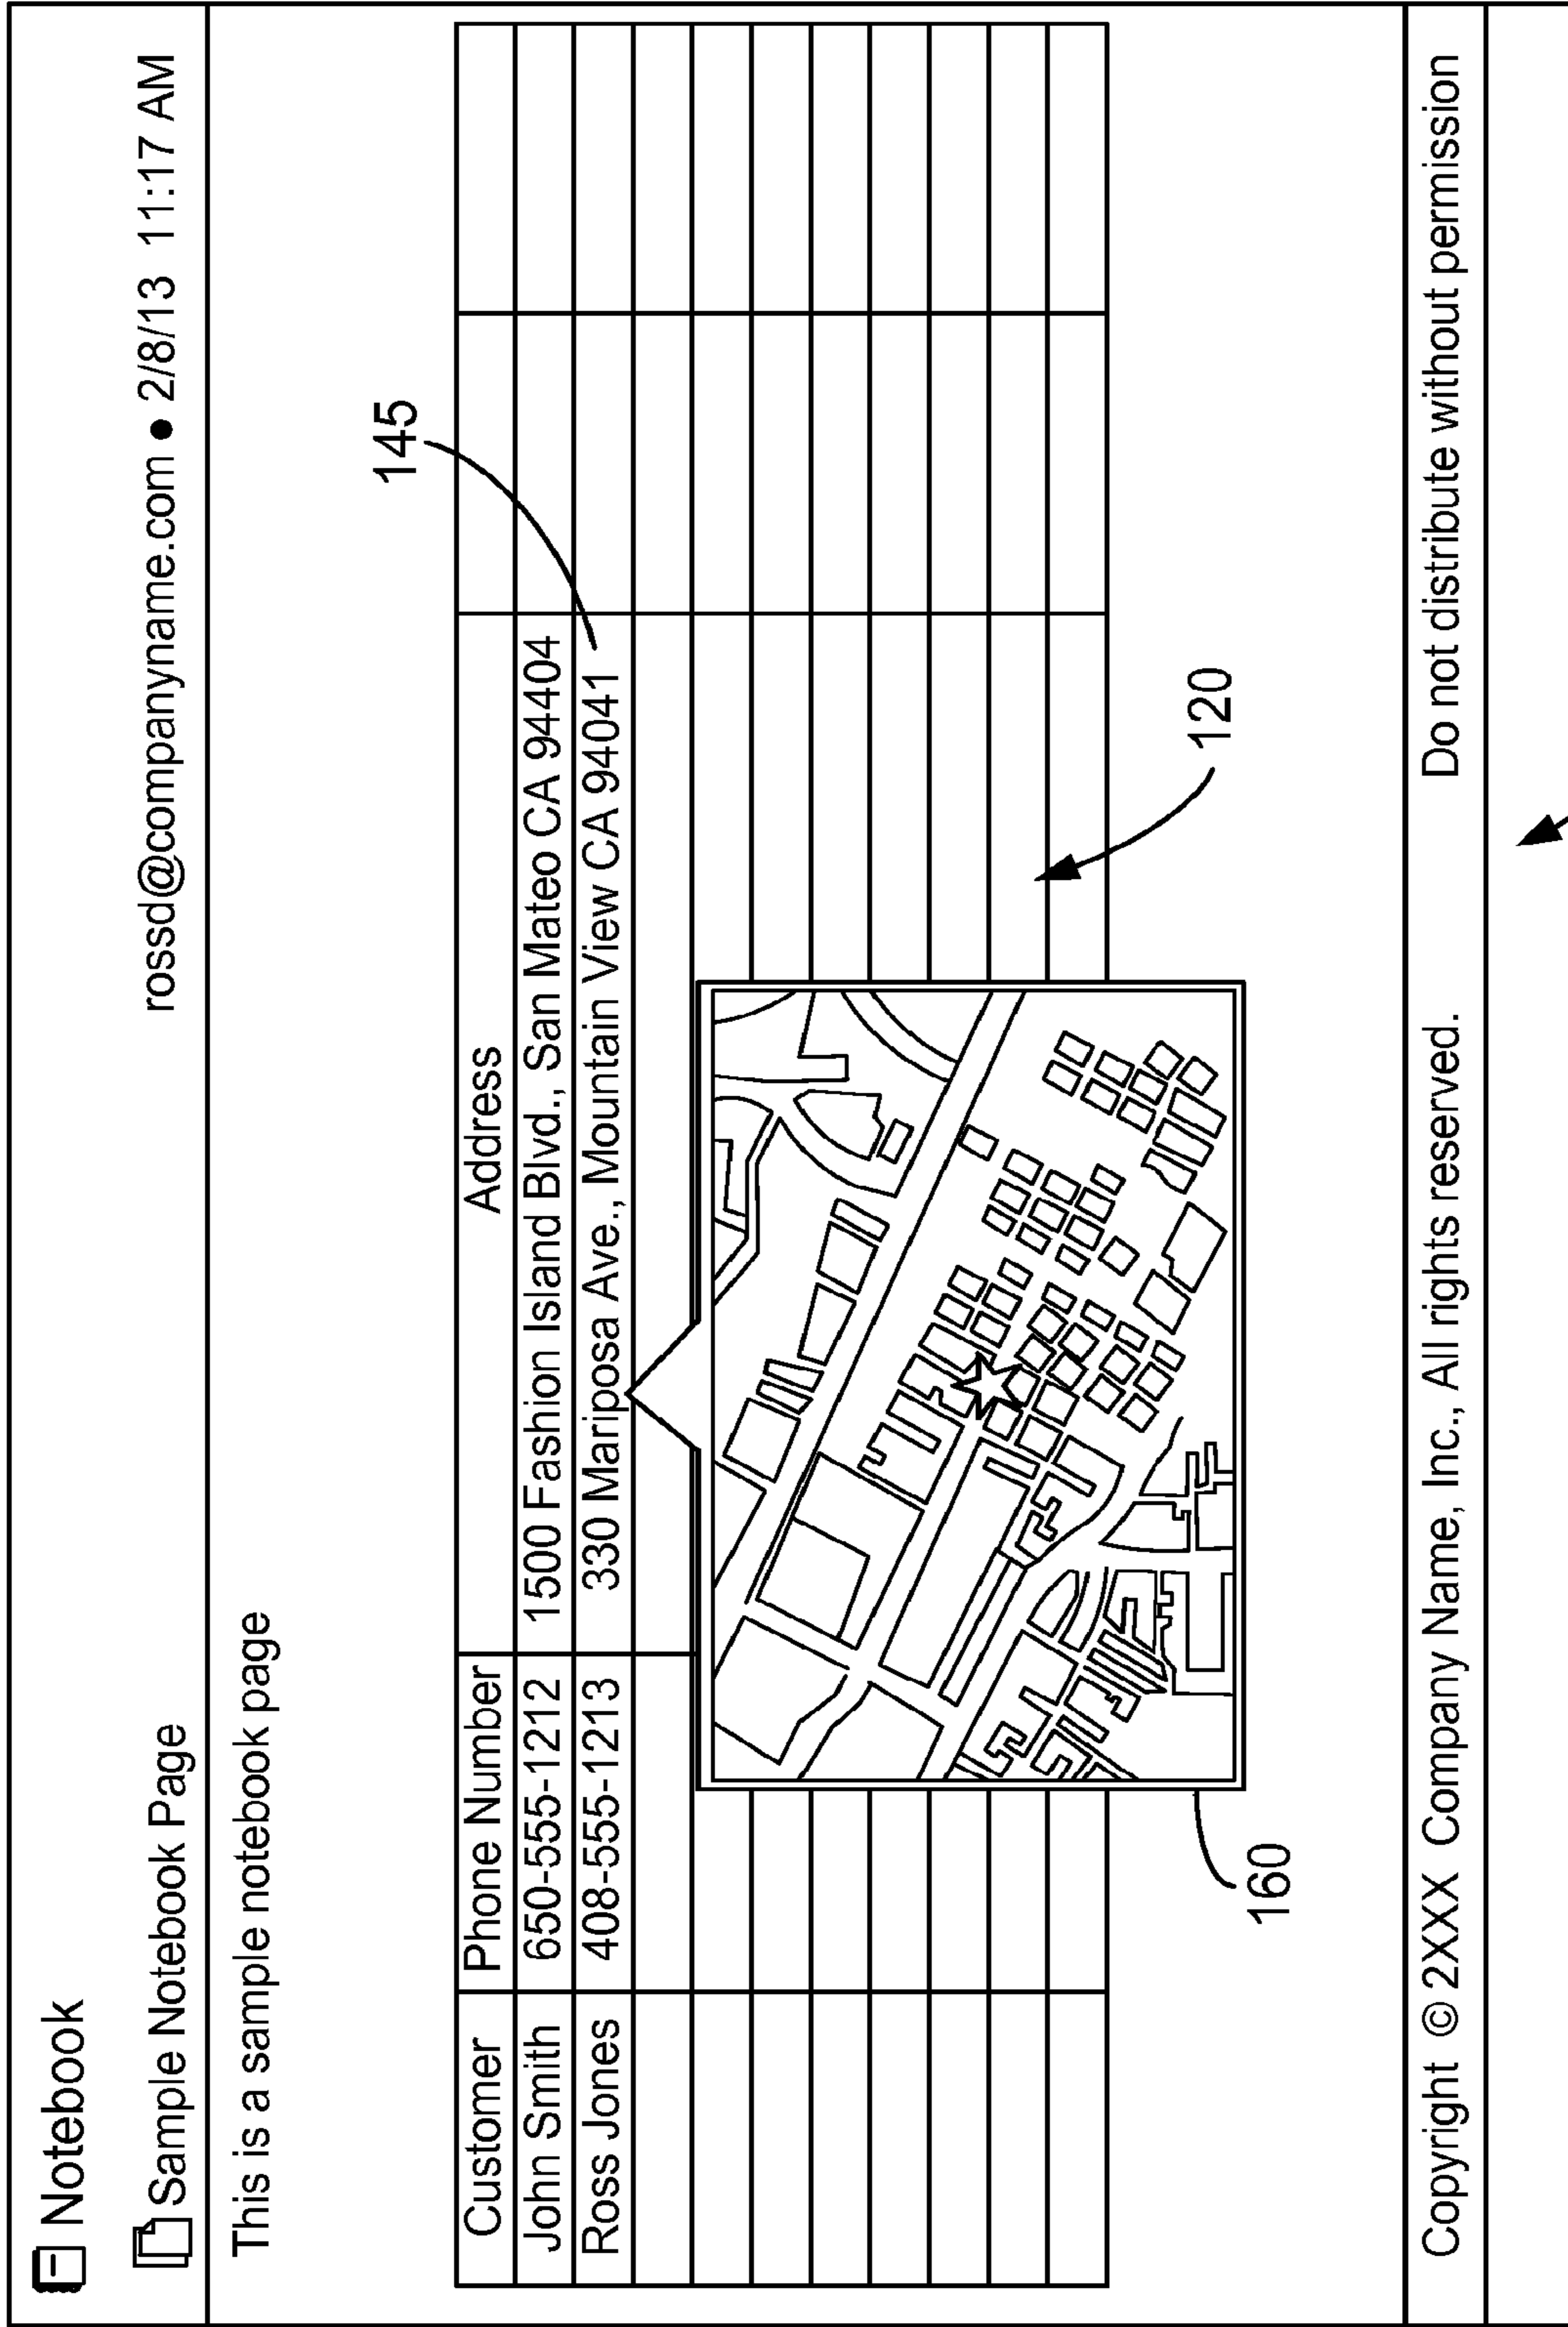 Notebook
Sample Notebook Page rossd@companyname.com ● 2/8/13 11:17 AM
This is a sample notebook page
145
Customer Phone Number Address
John Smith 650-555-1212 1500 Fashion Island Blvd., San Mateo CA 94404
Ross Jones 408-555-1213 330 Mariposa Ave., Mountain View CA 94041
120
160
Copyright © 2XXX Company Name, Inc., All rights reserved. Do not distribute without permission